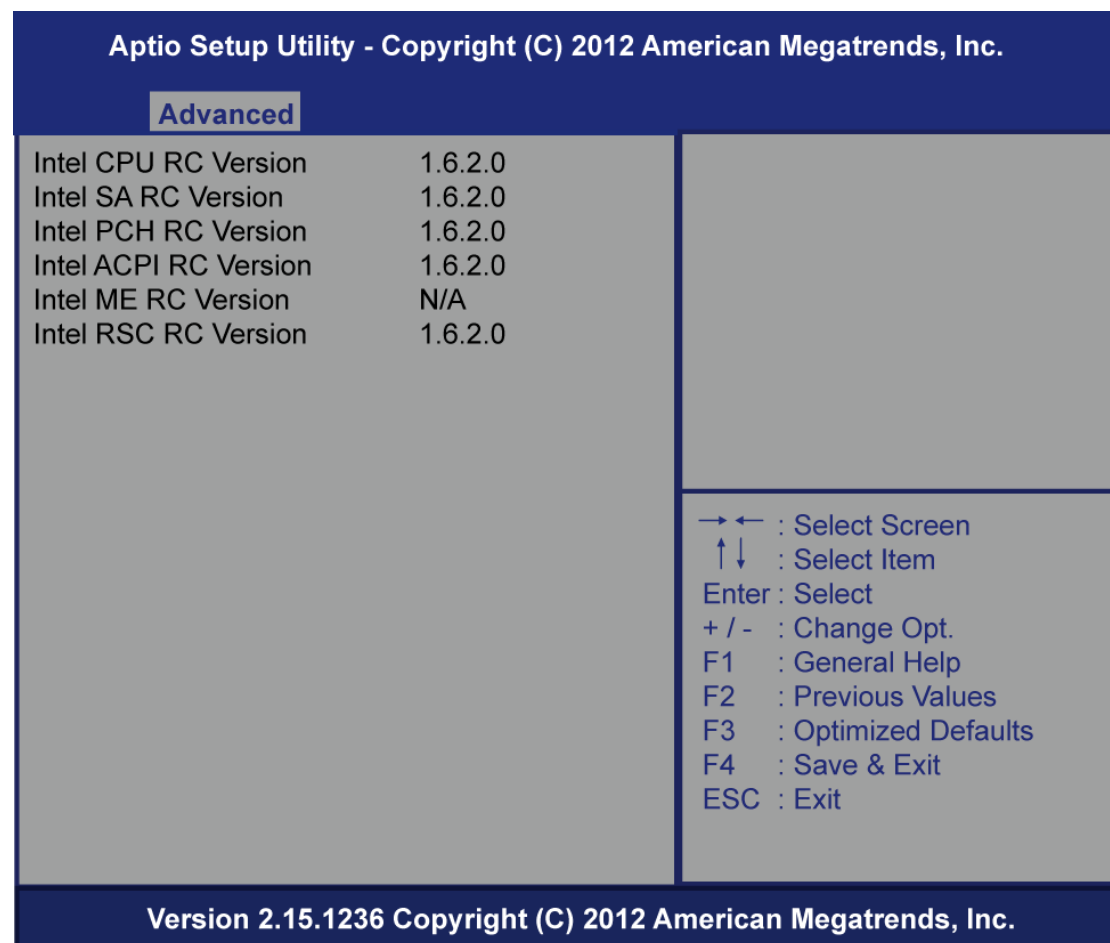 Aptio Setup Utility - Copyright (C) 2012 American Megatrends, Inc.
Advanced
Intel CPU RC Version 1.6.2.0
Intel SA RC Version 1.6.2.0
Intel PCH RC Version 1.6.2.0
Intel ACPI RC Version 1.6.2.0
Intel ME RC Version N/A
Intel RSC RC Version 1.6.2.0
→ ← : Select Screen
↑↓ : Select Item
Enter : Select
+ / - : Change Opt.
F1 : General Help
F2 : Previous Values
F3 : Optimized Defaults
F4 : Save & Exit
ESC : Exit
Version 2.15.1236 Copyright (C) 2012 American Megatrends, Inc.